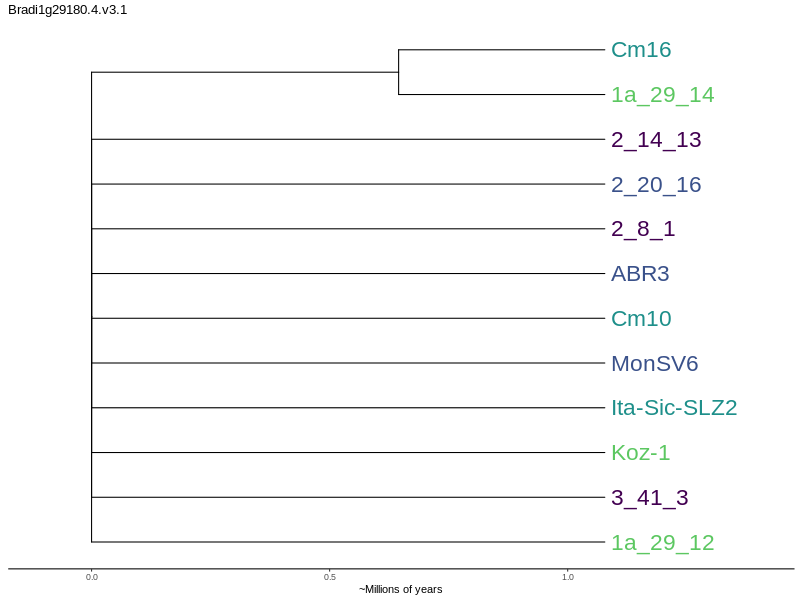 Bradi1g29180.4.v3.1
Cm16
1a_29_14
2_14_13
2_20_16
2_8_1
ABR3
Cm10
MonSV6
Ita-Sic-SLZ2
Koz-1
3_41_3
1a_29_12
0.0 0.5 1.0
~Millions of years